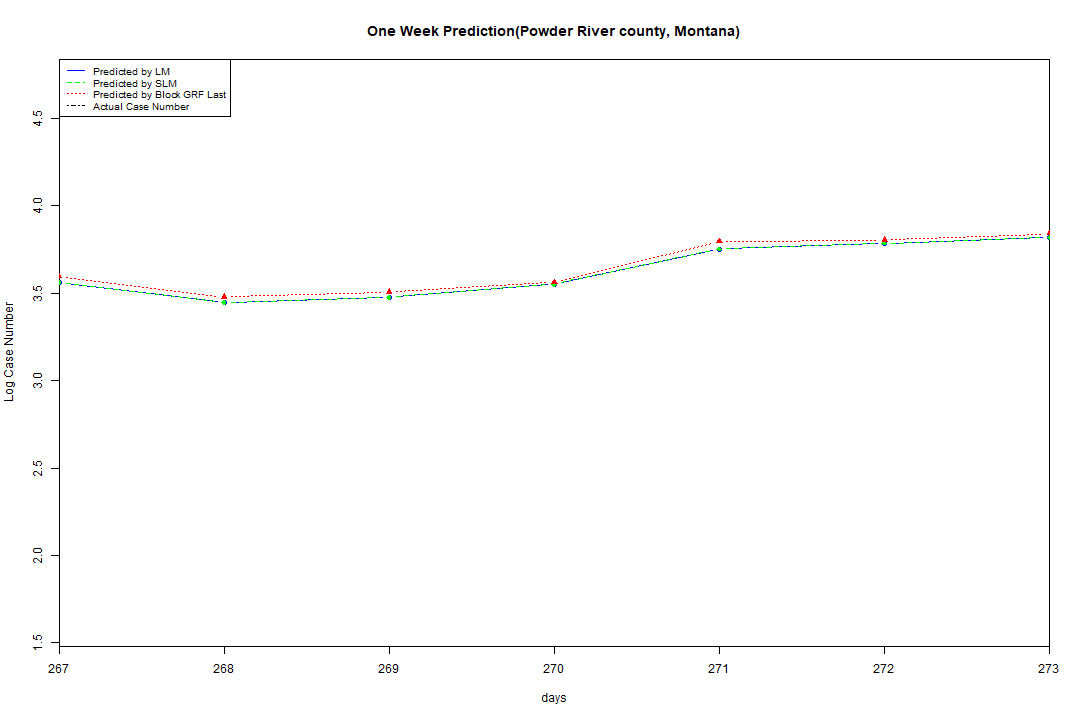 One Week Prediction(Powder River county, Montana)
Predicted by LM
Predicted by SLM
Predicted by Block GRF Last
Actual Case Number
Log Case Number
4.5
4.0
3.5
3.0
2.5
2.0
1.5
267 268 269 270 271 272 273
days